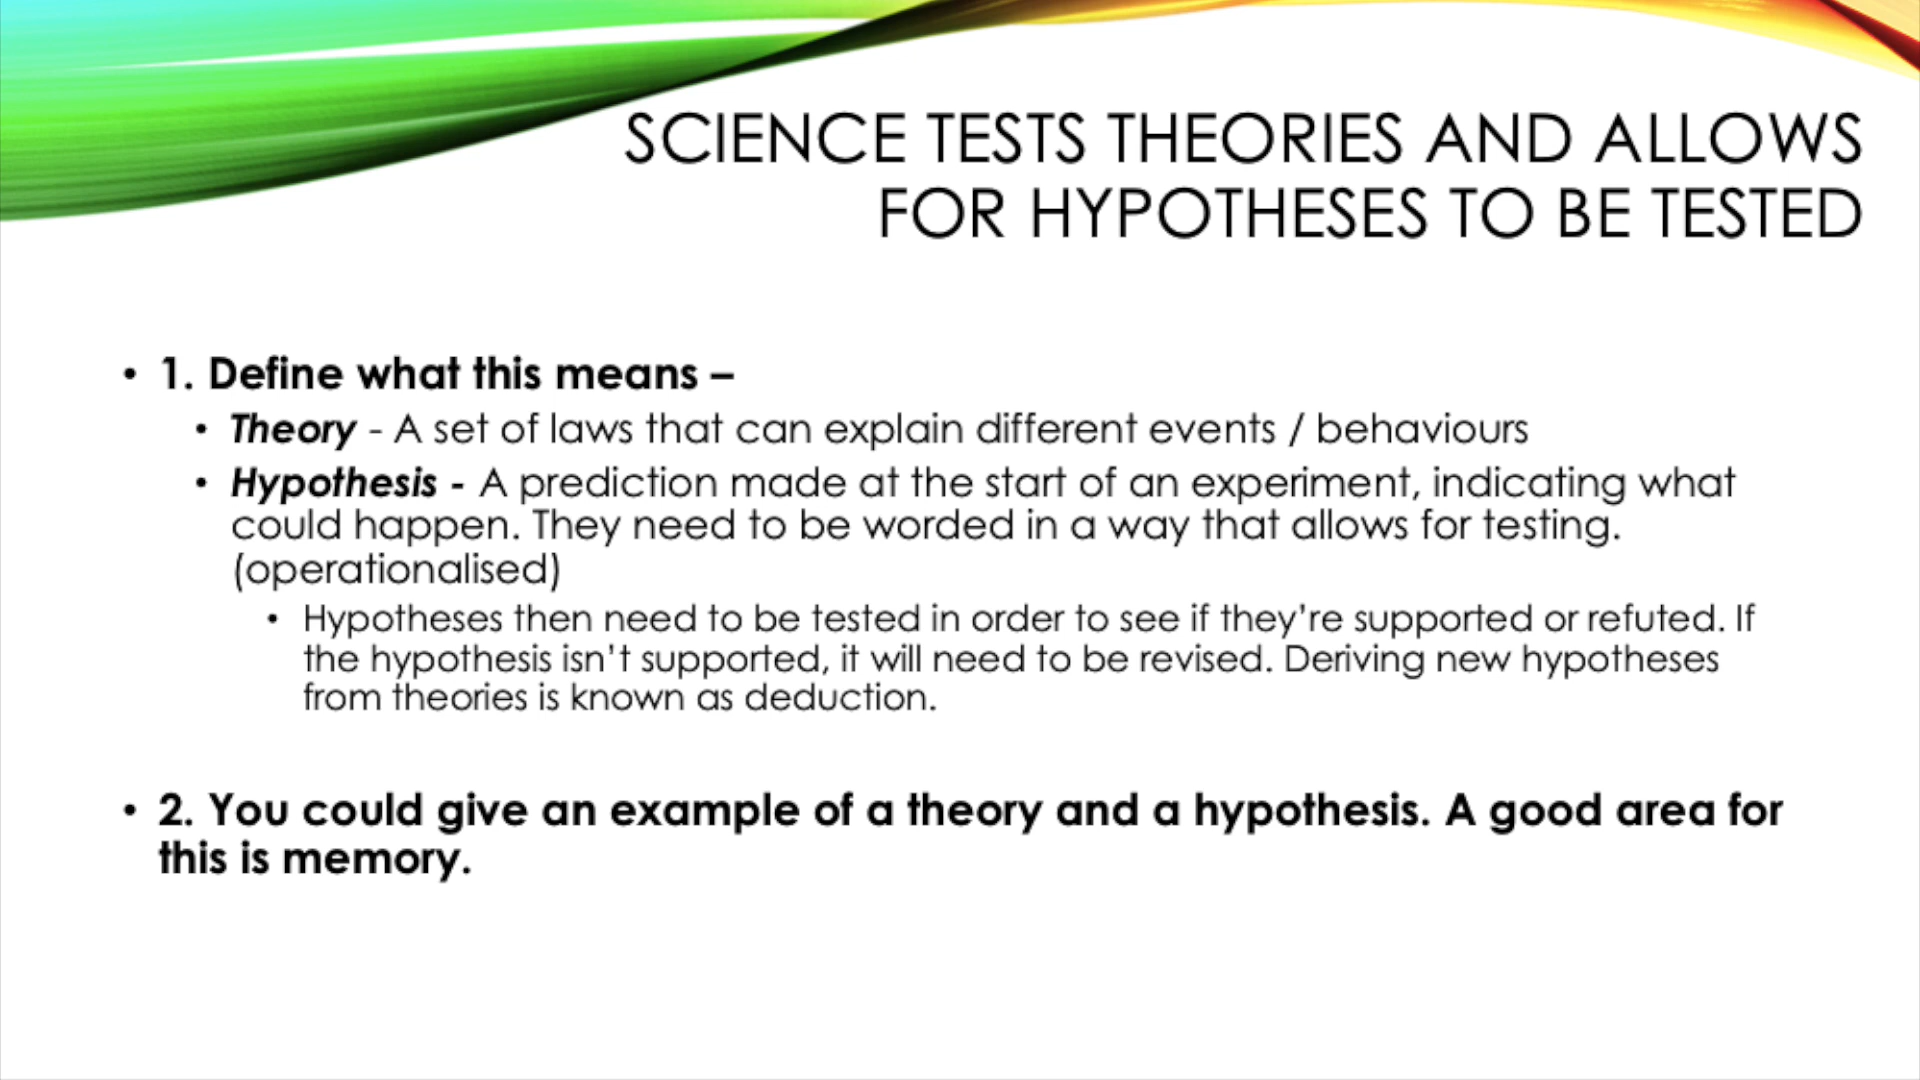 SCIENCE TESTS THEORIES AND ALLOWS
FOR HYPOTHESES TO BE TESTED
• 1. Define what this means –
• Theory - A set of laws that can explain different events / behaviours
• Hypothesis - A prediction made at the start of an experiment, indicating what
could happen. They need to be worded in a way that allows for testing.
(operationalised)
• Hypotheses then need to be tested in order to see if they’re supported or refuted. If
the hypothesis isn’t supported, it will need to be revised. Deriving new hypotheses
from theories is known as deduction.
• 2. You could give an example of a theory and a hypothesis. A good area for
this is memory.